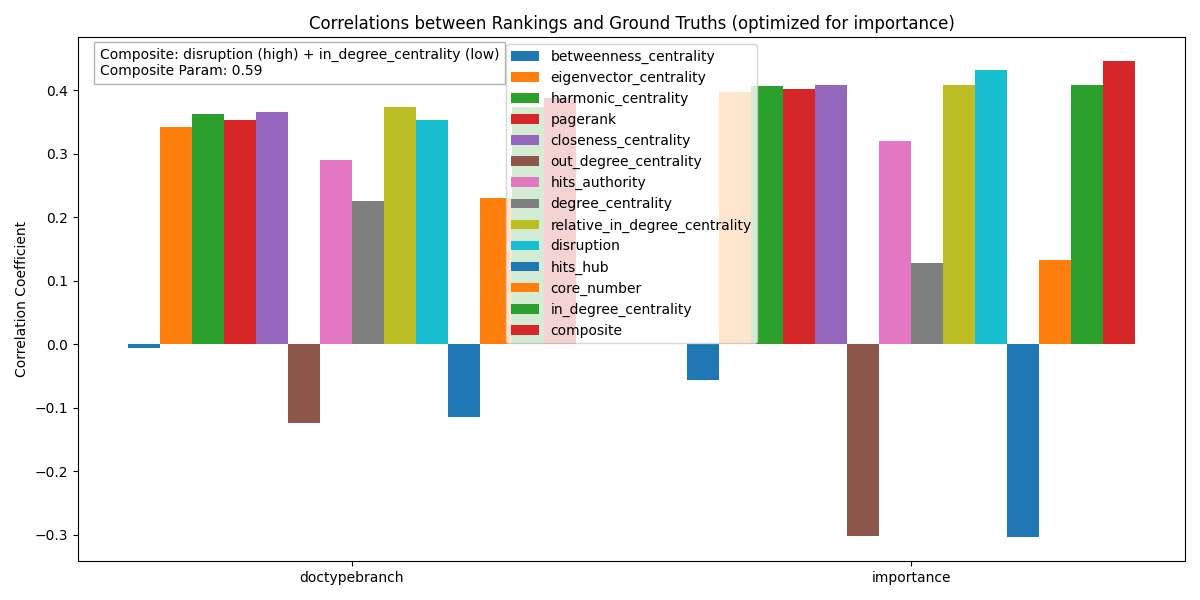 Correlations between Rankings and Ground Truths (optimized for importance)
Composite: disruption (high) + in_degree_centrality (low)
Composite Param: 0.59
betweenness_centrality
eigenvector_centrality
harmonic_centrality
pagerank
closeness_centrality
out_degree_centrality
hits_authority
degree_centrality
relative_in_degree_centrality
disruption
hits_hub
core_number
in_degree_centrality
composite
Correlation Coefficient
0.4
0.3
0.2
0.1
0.0
−0.1
−0.2
−0.3
doctypebranch
importance